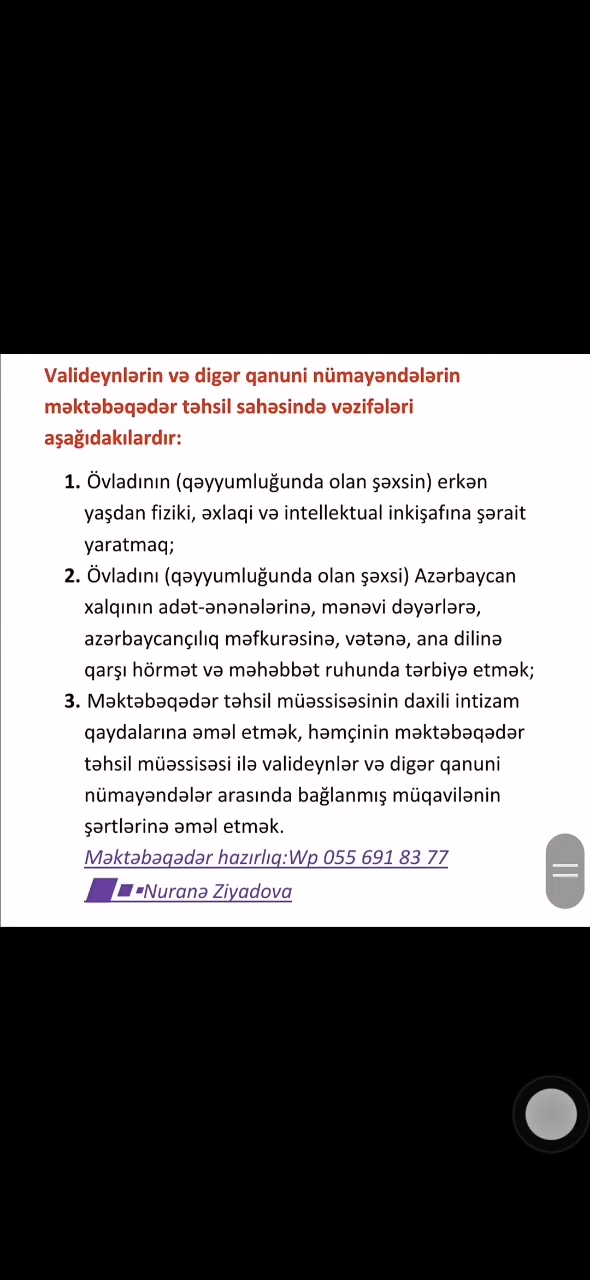 Valideynlərin və digər qanuni nümayəndələrin
məktəbəqədər təhsil sahəsində vəzifələri
aşağıdakılardır:
1. Övladının (qəyyumluğunda olan şəxsin) erkən
yaşdan fiziki, əxlaqi və intellektual inkişafına şərait
yaratmaq;
2. Övladını (qəyyumluğunda olan şəxsi) Azərbaycan
xalqının adət-ənənələrinə, mənəvi dəyərlərə,
azərbaycançılıq məfkurəsinə, vətənə, ana dilinə
qarşı hörmət və məhəbbət ruhunda tərbiyə etmək;
3. Məktəbəqədər təhsil müəssisəsinin daxili intizam
qaydalarına əməl etmək, həmçinin məktəbəqədər
təhsil müəssisəsi ilə valideynlər və digər qanuni
nümayəndələr arasında bağlanmış müqavilənin
şərtlərinə əməl etmək.
Məktəbəqədər hazırlıq:Wp 055 691 83 77
Nuranə Ziyadova